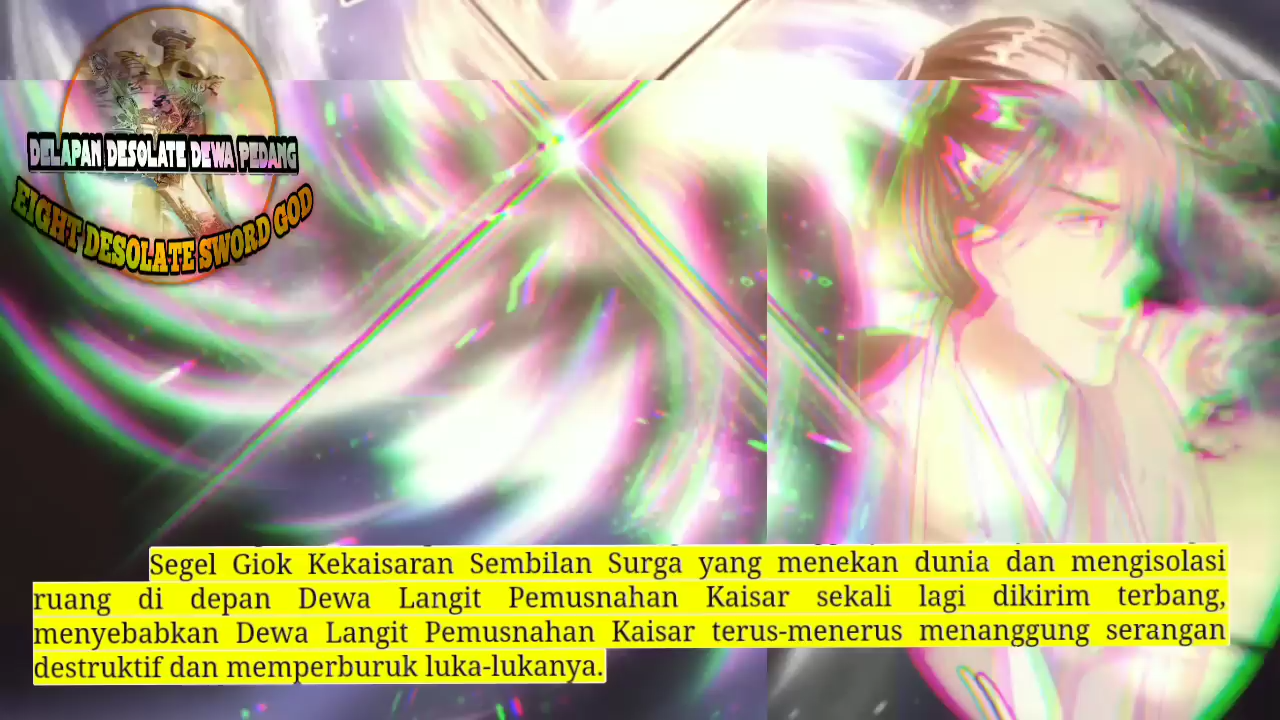 DELAPAN DESOLATE DEWA PEDANG
EIGHT DESOLATE SWORD GOD
Segel Giok Kekaisaran Sembilan Surga yang menekan dunia dan mengisolasi
ruang di depan Dewa Langit Pemusnahan Kaisar sekali lagi dikirim terbang,
menyebabkan Dewa Langit Pemusnahan Kaisar terus-menerus menanggung serangan
destruktif dan memperburuk luka-lukanya.